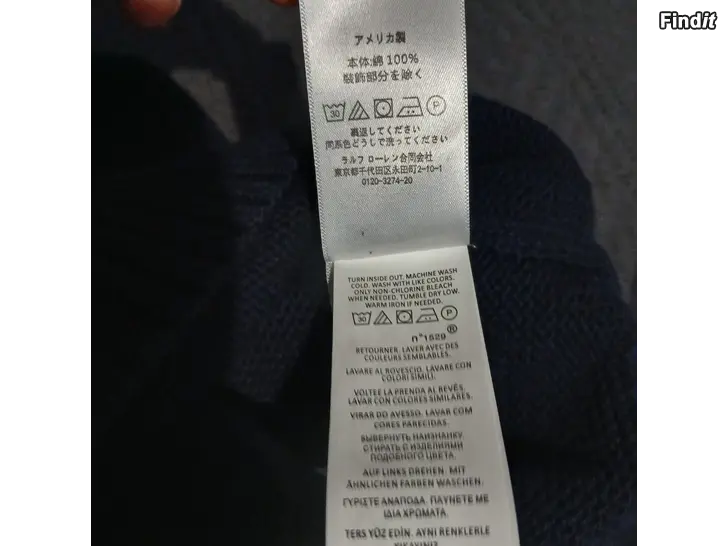 Findit
アメリカ製
本体:綿 100%
装飾部分を除く
30 P
裏返してください
同系色どうしで洗ってください
ラルフ ローレン合同会社
東京都千代田区永田町2-10-1
0120-3274-20
TURN INSIDE OUT. MACHINE WASH
COLD. WASH WITH LIKE COLORS.
ONLY NON-CHLORINE BLEACH
WHEN NEEDED. TUMBLE DRY LOW.
WARM IRON IF NEEDED.
30 P
n°1529 ®
RETOURNER. LAVER AVEC DES
COULEURS SEMBLABLES.
LAVARE AL ROVESCIO. LAVARE CON
COLORI SIMILI.
VOLTEE LA PRENDA AL REVÉS.
LAVAR CON COLORES SIMILARES.
VIRAR DO AVESSO. LAVAR COM
CORES PARECIDAS.
ВЫВЕРНУТЬ НАИЗНАНКУ.
СТИРАТЬ С ИЗДЕЛИЯМИ
ПОДОБНОГО ЦВЕТА.
AUF LINKS DREHEN. MIT
ÄHNLICHEN FARBEN WASCHEN.
ΓΥΡΙΣΤΕ ΑΝΑΠΟΔΑ. ΠΛΥΝΕΤΕ ΜΕ
ΙΔΙΑ ΧΡΩΜΑΤΑ.
TERS YÜZ EDİN. AYNI RENKLERLE